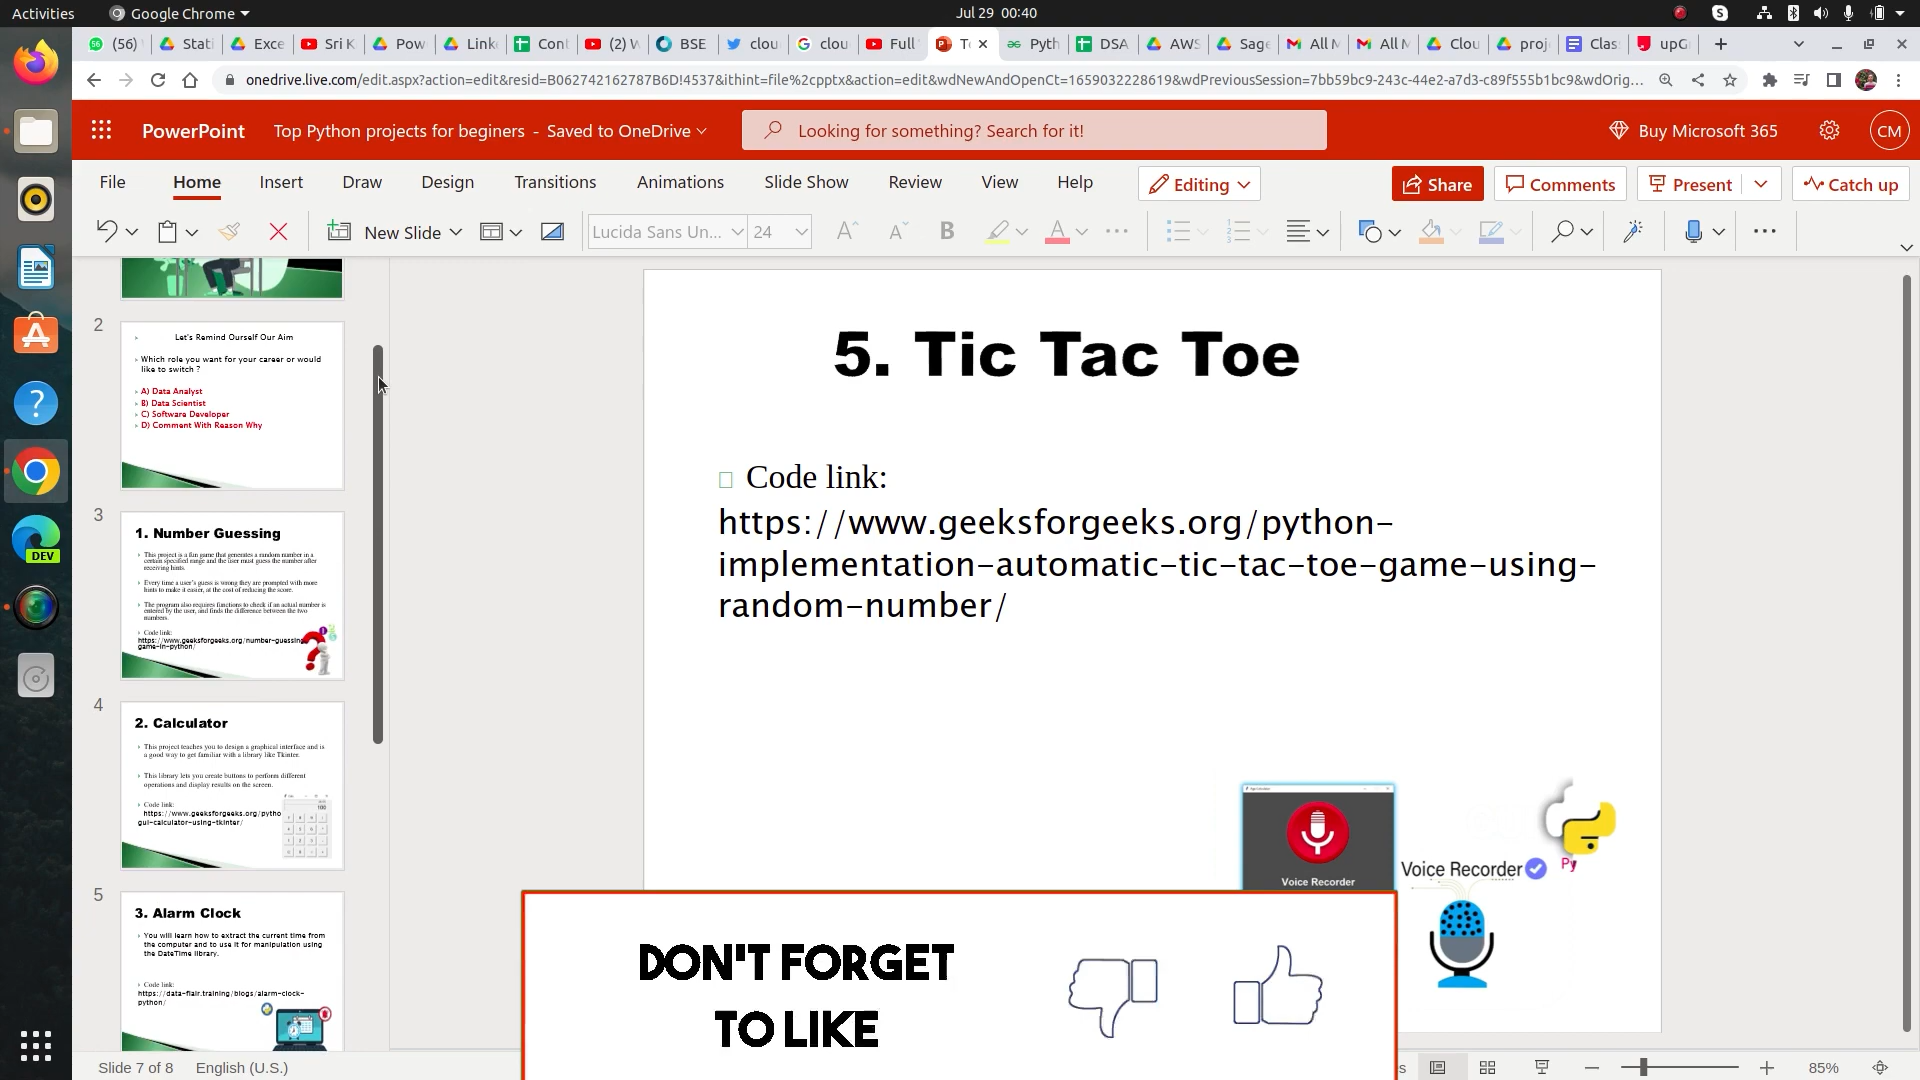 Activities
Google Chrome
Jul 29 00:40
(56)
Stati
Exce
Sri K
Pow
Link
Cont
(2) W
BSE
clou
clou
Full
To
Pyth
DSA
AWS
Sage
All M
All M
Clou
proj
Clas
upG
onedrive.live.com/edit.aspx?action=edit&resid=B062742162787B6D!4537&ithint=file%2cpptx&action=edit&wdNewAndOpenCt=1659032228619&wdPreviousSession=7bb59bc9-243c-44e2-a7d3-c89f555b1bc9&wdOrig...
PowerPoint
Top Python projects for beginers - Saved to OneDrive
Looking for something? Search for it!
Buy Microsoft 365
CM
File
Home
Insert
Draw
Design
Transitions
Animations
Slide Show
Review
View
Help
Editing
Share
Comments
Present
Catch up
New Slide
Lucida Sans Un...
24
2
Let's Remind Ourself Our Aim
Which role you want for your career or would
like to switch ?
A) Data Analyst
B) Data Scientist
C) Software Developer
D) Comment With Reason Why
3
1. Number Guessing
This project is a fun game that generates a random number in a
certain specified range and the user must guess the number after
receiving hints.
Every time a user's guess is wrong they are prompted with more
hints to make it easier, at the cost of reducing the score.
The program also requires functions to check if an actual number is
entered by the user, and finds the difference between the two
numbers.
Code link:
https://www.geeksforgeeks.org/number-guessing-
game-in-python/
4
2. Calculator
This project teaches you to design a graphical interface and is
a good way to get familiar with a library like Tkinter.
This library lets you create buttons to perform different
operations and display results on the screen.
Code link:
https://www.geeksforgeeks.org/pytho
gui-calculator-using-tkinter/
5
3. Alarm Clock
You will learn how to extract the current time from
the computer and to use it for manipulation using
the DateTime library.
Code link:
https://data-flair.training/blogs/alarm-clock-
python/
5. Tic Tac Toe
Code link:
https://www.geeksforgeeks.org/python-
implementation-automatic-tic-tac-toe-game-using-
random-number/
Voice Recorder
Voice Recorder
Py
DON'T FORGET
TO LIKE
DEV
Slide 7 of 8
English (U.S.)
85%